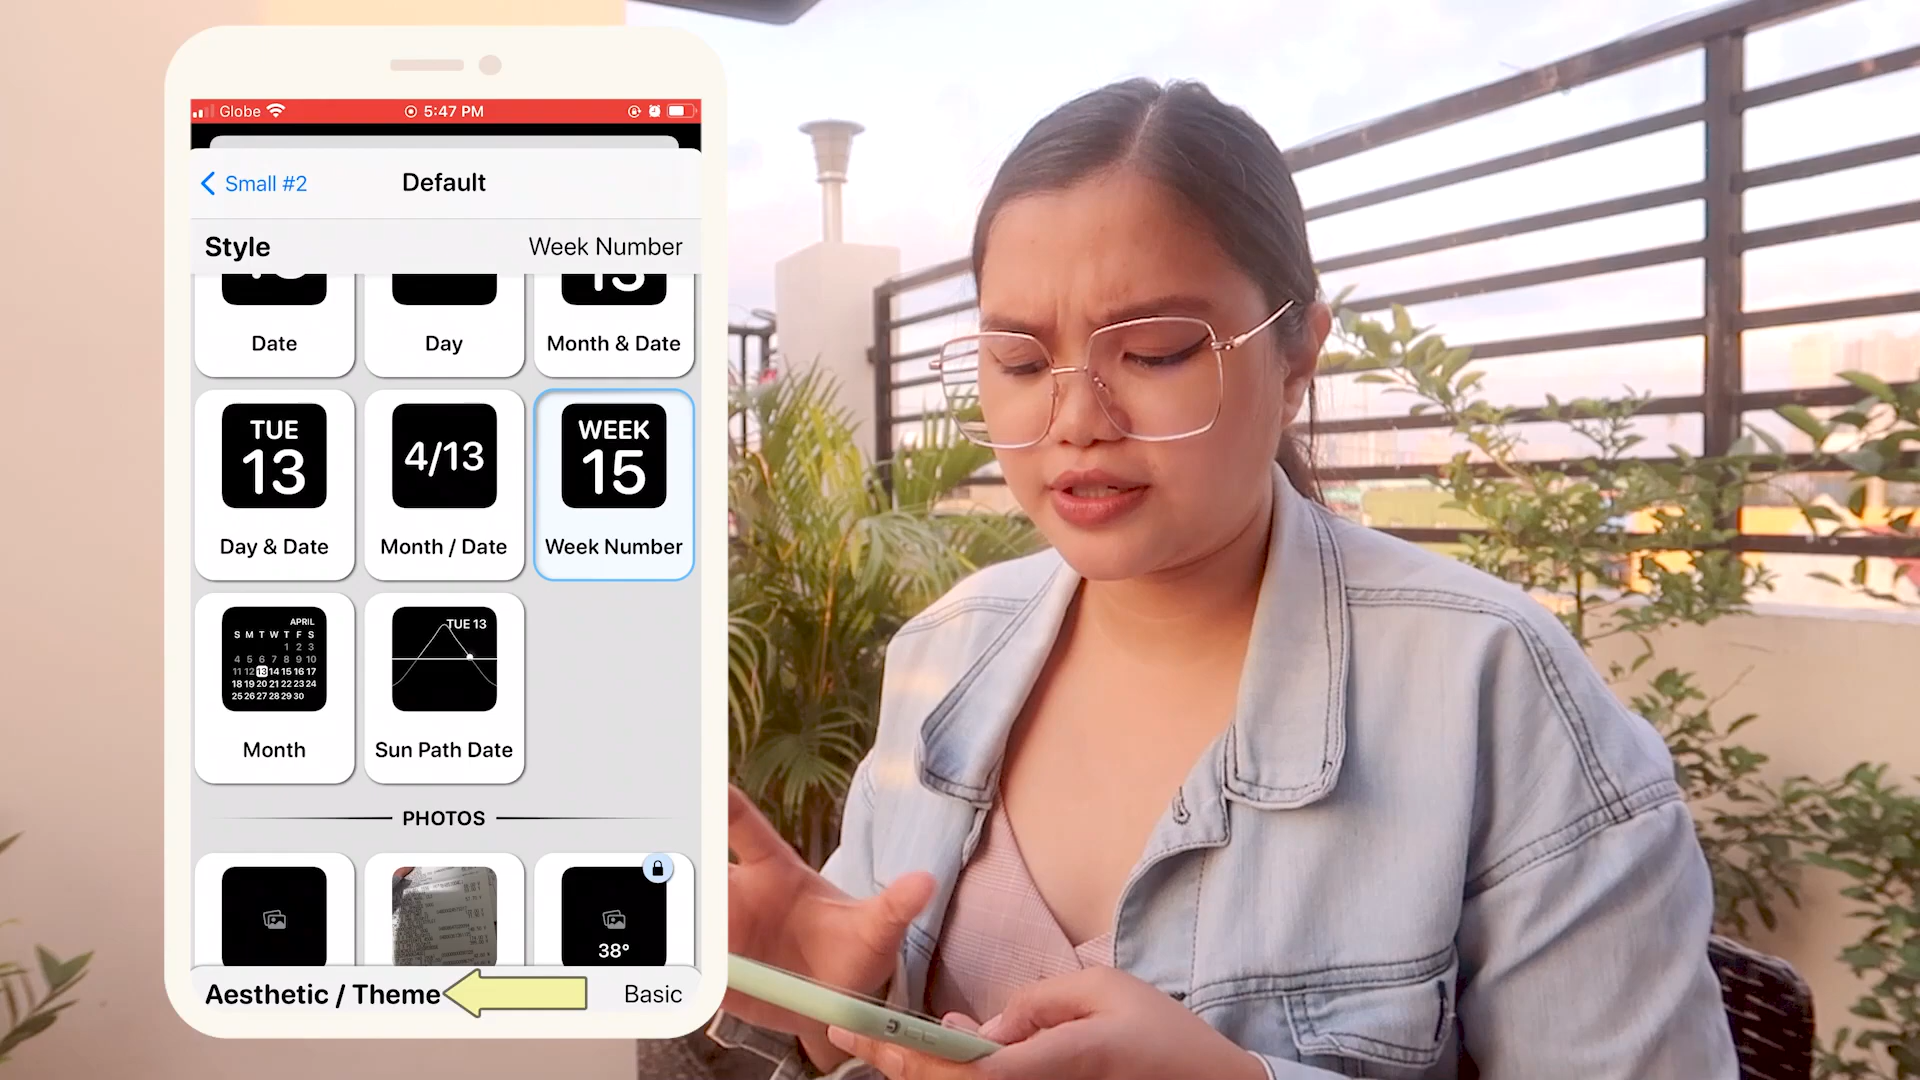 Globe 5:47 PM
Small #2 Default
Style Week Number
Date Day Month & Date
TUE
13
4/13
WEEK
15
Day & Date Month / Date Week Number
APRIL
S M T W T F S
1 2 3
4 5 6 7 8 9 10
11 12 13 14 15 16 17
18 19 20 21 22 23 24
25 26 27 28 29 30
TUE 13
Month Sun Path Date
PHOTOS
38°
Aesthetic / Theme Basic